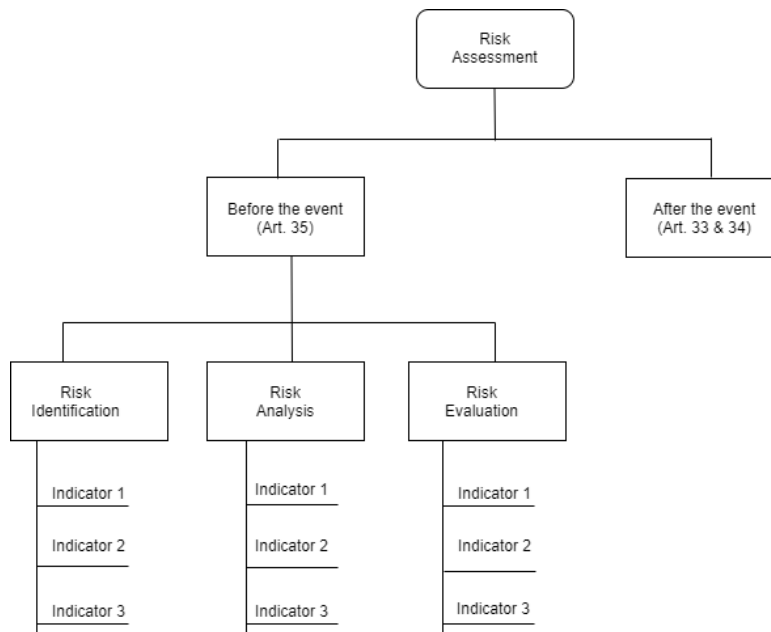 Risk
Assessment
Before the event
(Art. 35)
After the event
(Art. 33 & 34)
Risk
Identification
Risk
Analysis
Risk
Evaluation
Indicator 1
Indicator 1
Indicator 1
Indicator 2
Indicator 2
Indicator 2
Indicator 3
Indicator 3
Indicator 3